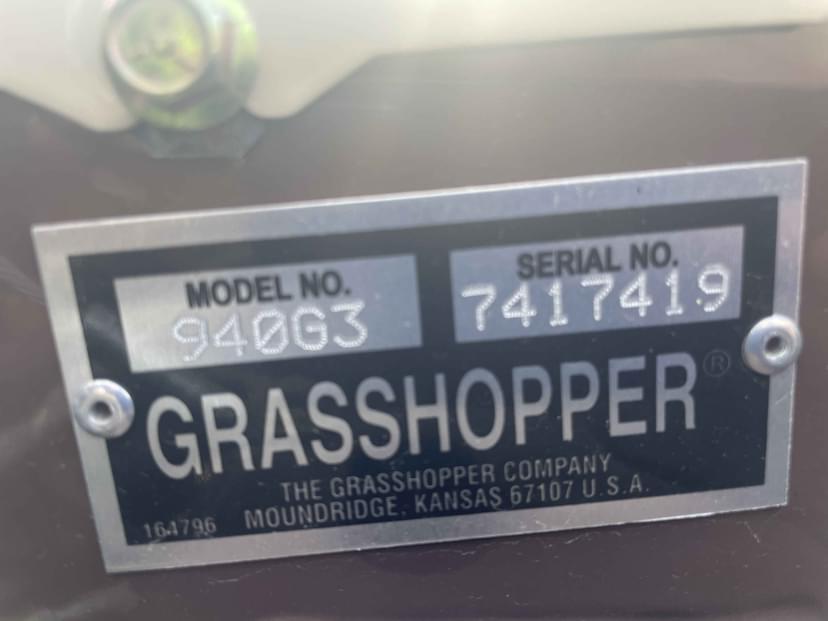 MODEL NO.
940G3
SERIAL NO.
7417419
GRASSHOPPER®
THE GRASSHOPPER COMPANY
MOUNDRIDGE, KANSAS 67107 U.S.A.
164796